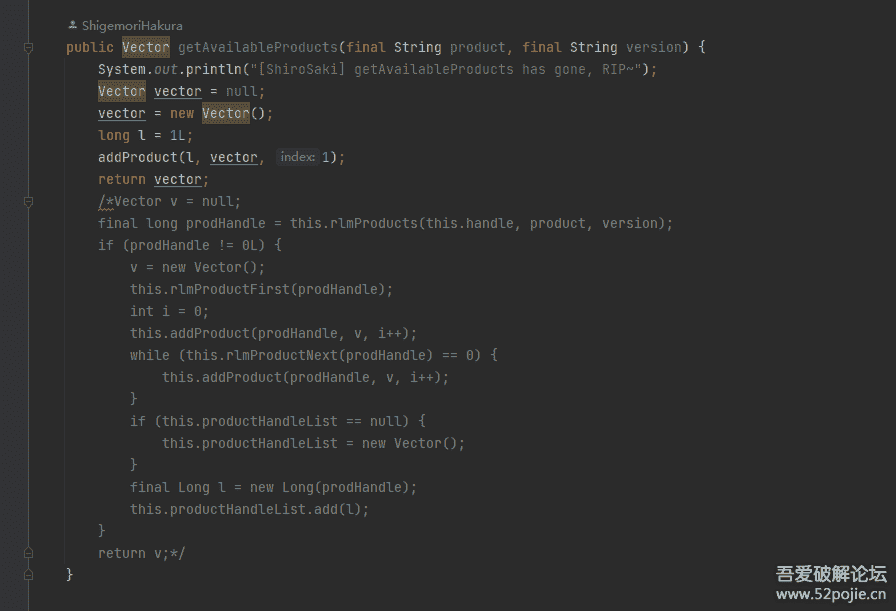 ShigemoriHakura
public Vector getAvailableProducts(final String product, final String version) {
System.out.println("[ShiroSaki] getAvailableProducts has gone, RIP~");
Vector vector = null;
vector = new Vector();
long l = 1L;
addProduct(l, vector, index: 1);
return vector;
/*Vector v = null;
final long prodHandle = this.rlmProducts(this.handle, product, version);
if (prodHandle != 0L) {
v = new Vector();
this.rlmProductFirst(prodHandle);
int i = 0;
this.addProduct(prodHandle, v, i++);
while (this.rlmProductNext(prodHandle) == 0) {
this.addProduct(prodHandle, v, i++);
}
if (this.productHandleList == null) {
this.productHandleList = new Vector();
}
final Long l = new Long(prodHandle);
this.productHandleList.add(l);
}
return v;*/
}
吾爱破解论坛
www.52pojie.cn